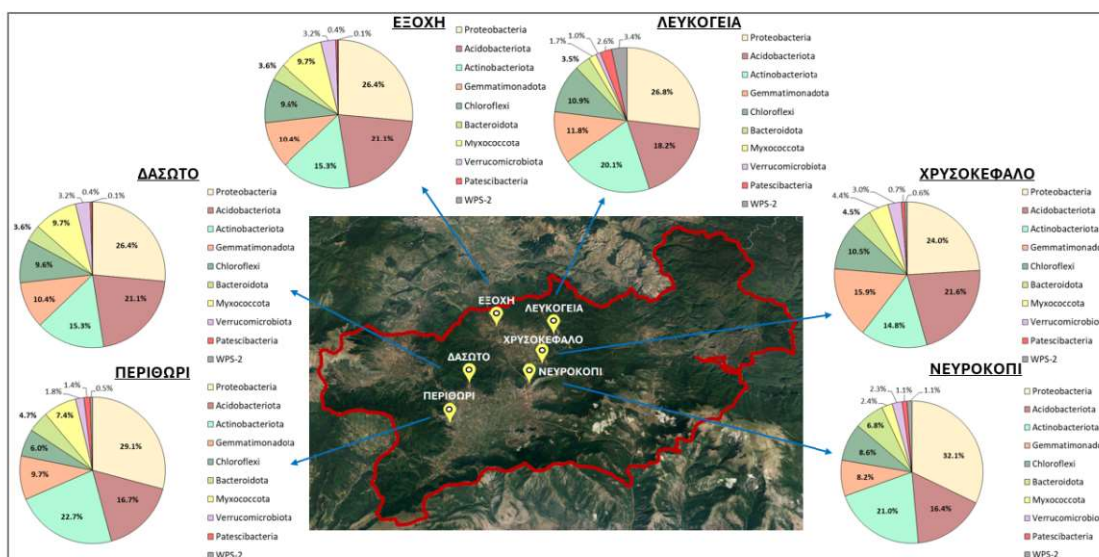 ΕΞΟΧΗ
3.2%
0.4%
0.1%
9.7%
3.6%
26.4%
9.6%
10.4%
21.1%
15.3%
Proteobacteria
Acidobacteriota
Actinobacteriota
Gemmatimonadota
Chloroflexi
Bacteroidota
Myxococcota
Verrucomicrobiota
Patescibacteria
WPS-2
ΛΕΥΚΟΓΕΙΑ
1.0%
1.7%
2.6%
3.4%
3.5%
10.9%
26.8%
11.8%
18.2%
20.1%
Proteobacteria
Acidobacteriota
Actinobacteriota
Gemmatimonadota
Chloroflexi
Bacteroidota
Myxococcota
Verrucomicrobiota
Patescibacteria
WPS-2
ΔΑΣΩΤΟ
3.2%
0.4%
0.1%
3.6%
9.7%
26.4%
9.6%
10.4%
21.1%
15.3%
Proteobacteria
Acidobacteriota
Actinobacteriota
Gemmatimonadota
Chloroflexi
Bacteroidota
Myxococcota
Verrucomicrobiota
Patescibacteria
WPS-2
ΧΡΥΣΟΚΕΦΑΛΟ
3.0%
0.7%
0.6%
4.4%
4.5%
10.5%
24.0%
15.9%
21.6%
14.8%
Proteobacteria
Acidobacteriota
Actinobacteriota
Gemmatimonadota
Chloroflexi
Bacteroidota
Myxococcota
Verrucomicrobiota
Patescibacteria
WPS-2
ΕΞΟΧΗ
ΛΕΥΚΟΓΕΙΑ
ΧΡΥΣΟΚΕΦΑΛΟ
ΔΑΣΩΤΟ
ΝΕΥΡΟΚΟΠΙ
ΠΕΡΙΘΩΡΙ
ΠΕΡΙΘΩΡΙ
1.4%
1.8%
0.5%
4.7%
7.4%
6.0%
29.1%
9.7%
16.7%
22.7%
Proteobacteria
Acidobacteriota
Actinobacteriota
Gemmatimonadota
Chloroflexi
Bacteroidota
Myxococcota
Verrucomicrobiota
Patescibacteria
WPS-2
ΝΕΥΡΟΚΟΠΙ
2.3%
1.1%
1.1%
2.4%
6.8%
8.6%
32.1%
8.2%
21.0%
16.4%
Proteobacteria
Acidobacteriota
Actinobacteriota
Gemmatimonadota
Chloroflexi
Bacteroidota
Myxococcota
Verrucomicrobiota
Patescibacteria
WPS-2